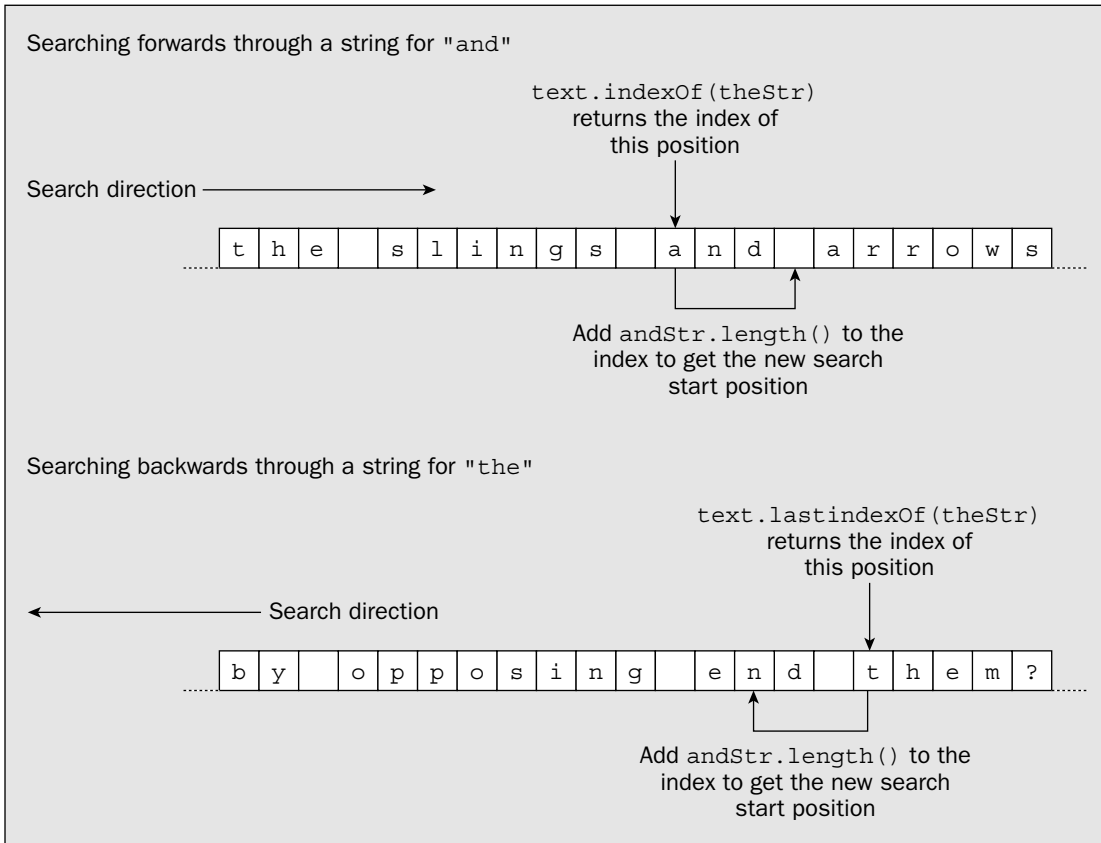 Searching forwards through a string for "and"
text.indexOf(theStr)
returns the index of
this position
Search direction
t h e   s l i n g s   a n d   a r r o w s
Add andStr.length() to the
index to get the new search
start position
Searching backwards through a string for "the"
text.lastindexOf(theStr)
returns the index of
this position
Search direction
b y   o p p o s i n g   e n d   t h e m ?
Add andStr.length() to the
index to get the new search
start position